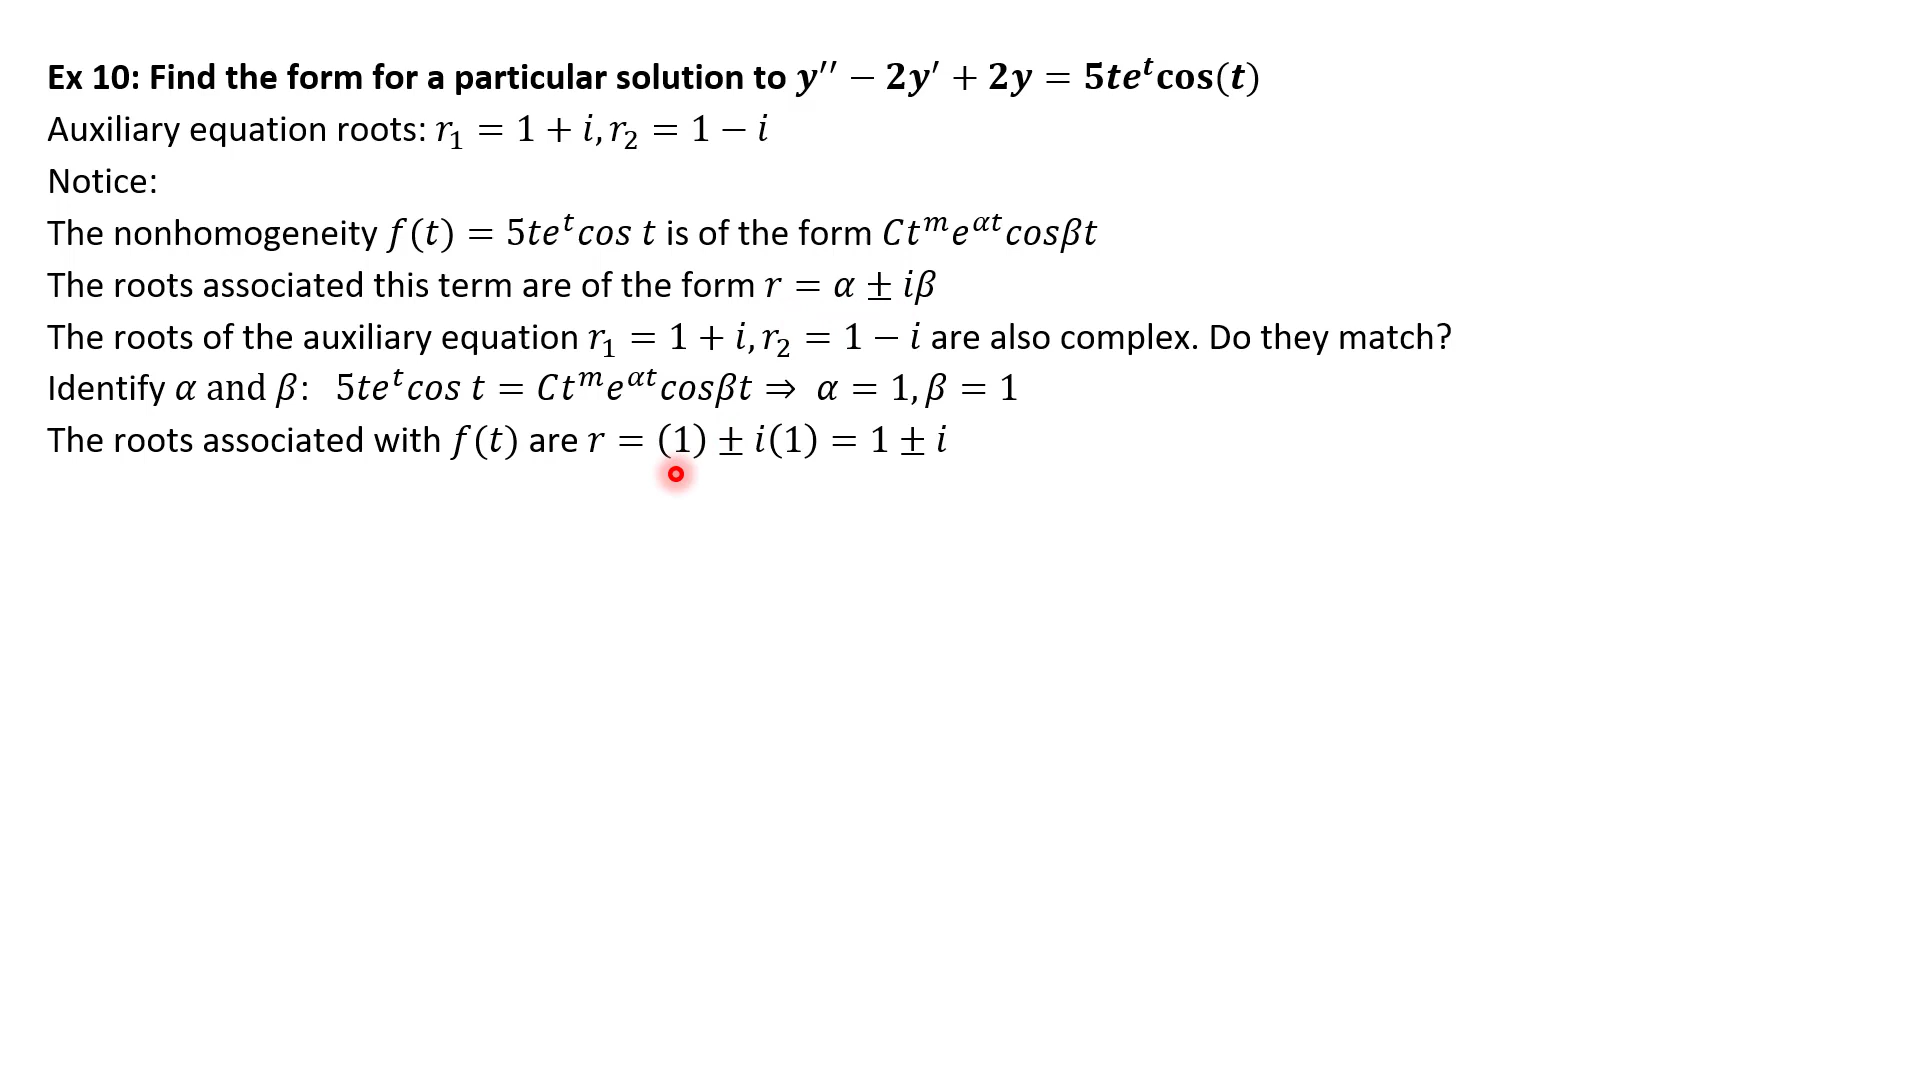 Ex 10: Find the form for a particular solution to y′′ − 2y′ + 2y = 5te^t cos(t)
Auxiliary equation roots: r₁ = 1 + i, r₂ = 1 − i
Notice:
The nonhomogeneity f(t) = 5te^t cos t is of the form Ct^m e^{αt} cosβt
The roots associated this term are of the form r = α ± iβ
The roots of the auxiliary equation r₁ = 1 + i, r₂ = 1 − i are also complex. Do they match?
Identify α and β: 5te^t cos t = Ct^m e^{αt} cosβt ⇒ α = 1, β = 1
The roots associated with f(t) are r = (1) ± i(1) = 1 ± i